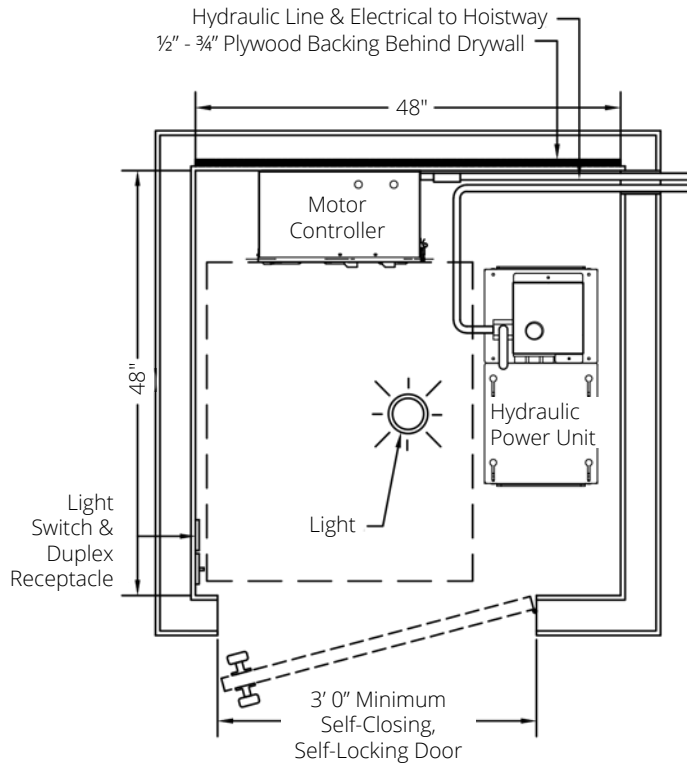 Hydraulic Line & Electrical to Hoistway
½” - ¾” Plywood Backing Behind Drywall
48"
Motor
Controller
48"
Hydraulic
Power Unit
Light
Switch &
Duplex
Receptacle
Light
3’ 0” Minimum
Self-Closing,
Self-Locking Door